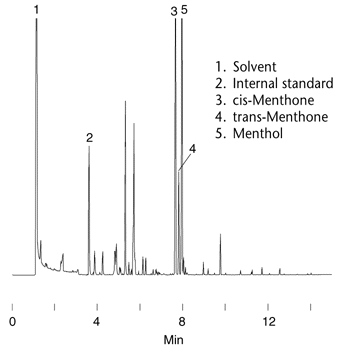 1
3 5
1. Solvent
2. Internal standard
3. cis-Menthone
4. trans-Menthone
5. Menthol
2
4
0 4 8 12
Min